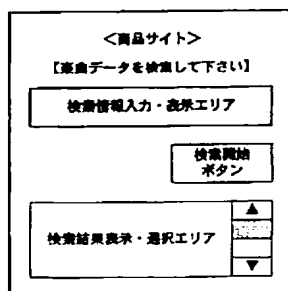 ＜商品サイト＞
【楽曲データを検索して下さい】
検索情報入力・表示エリア
検索開始
ボタン
▲
検索結果表示・選択エリア
▼